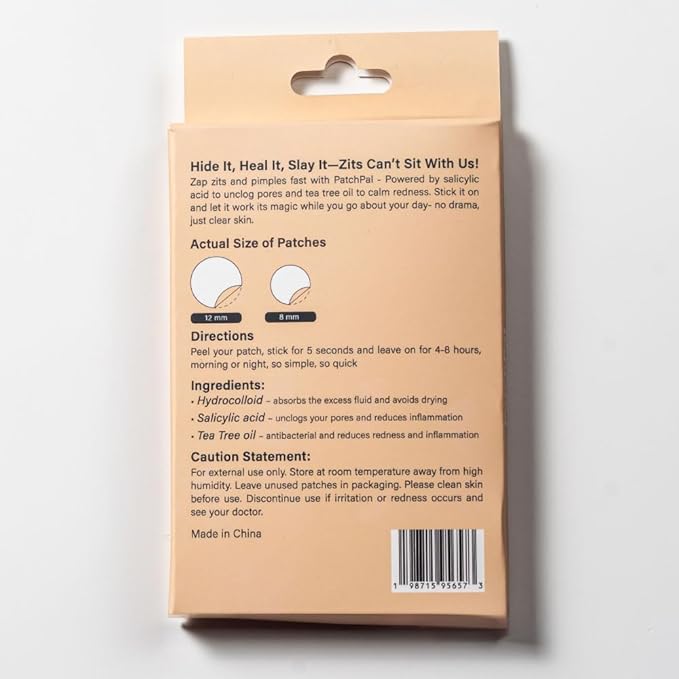 Hide It, Heal It, Slay It—Zits Can't Sit With Us!
Zap zits and pimples fast with PatchPal - Powered by salicylic
acid to unclog pores and tea tree oil to calm redness. Stick it on
and let it work its magic while you go about your day- no drama,
just clear skin.
Actual Size of Patches
12 mm 8 mm
Directions
Peel your patch, stick for 5 seconds and leave on for 4-8 hours,
morning or night, so simple, so quick
Ingredients:
• Hydrocolloid – absorbs the excess fluid and avoids drying
• Salicylic acid – unclogs your pores and reduces inflammation
• Tea Tree oil – antibacterial and reduces redness and inflammation
Caution Statement:
For external use only. Store at room temperature away from high
humidity. Leave unused patches in packaging. Please clean skin
before use. Discontinue use if irritation or redness occurs and
see your doctor.
Made in China
1 98715 95657 3